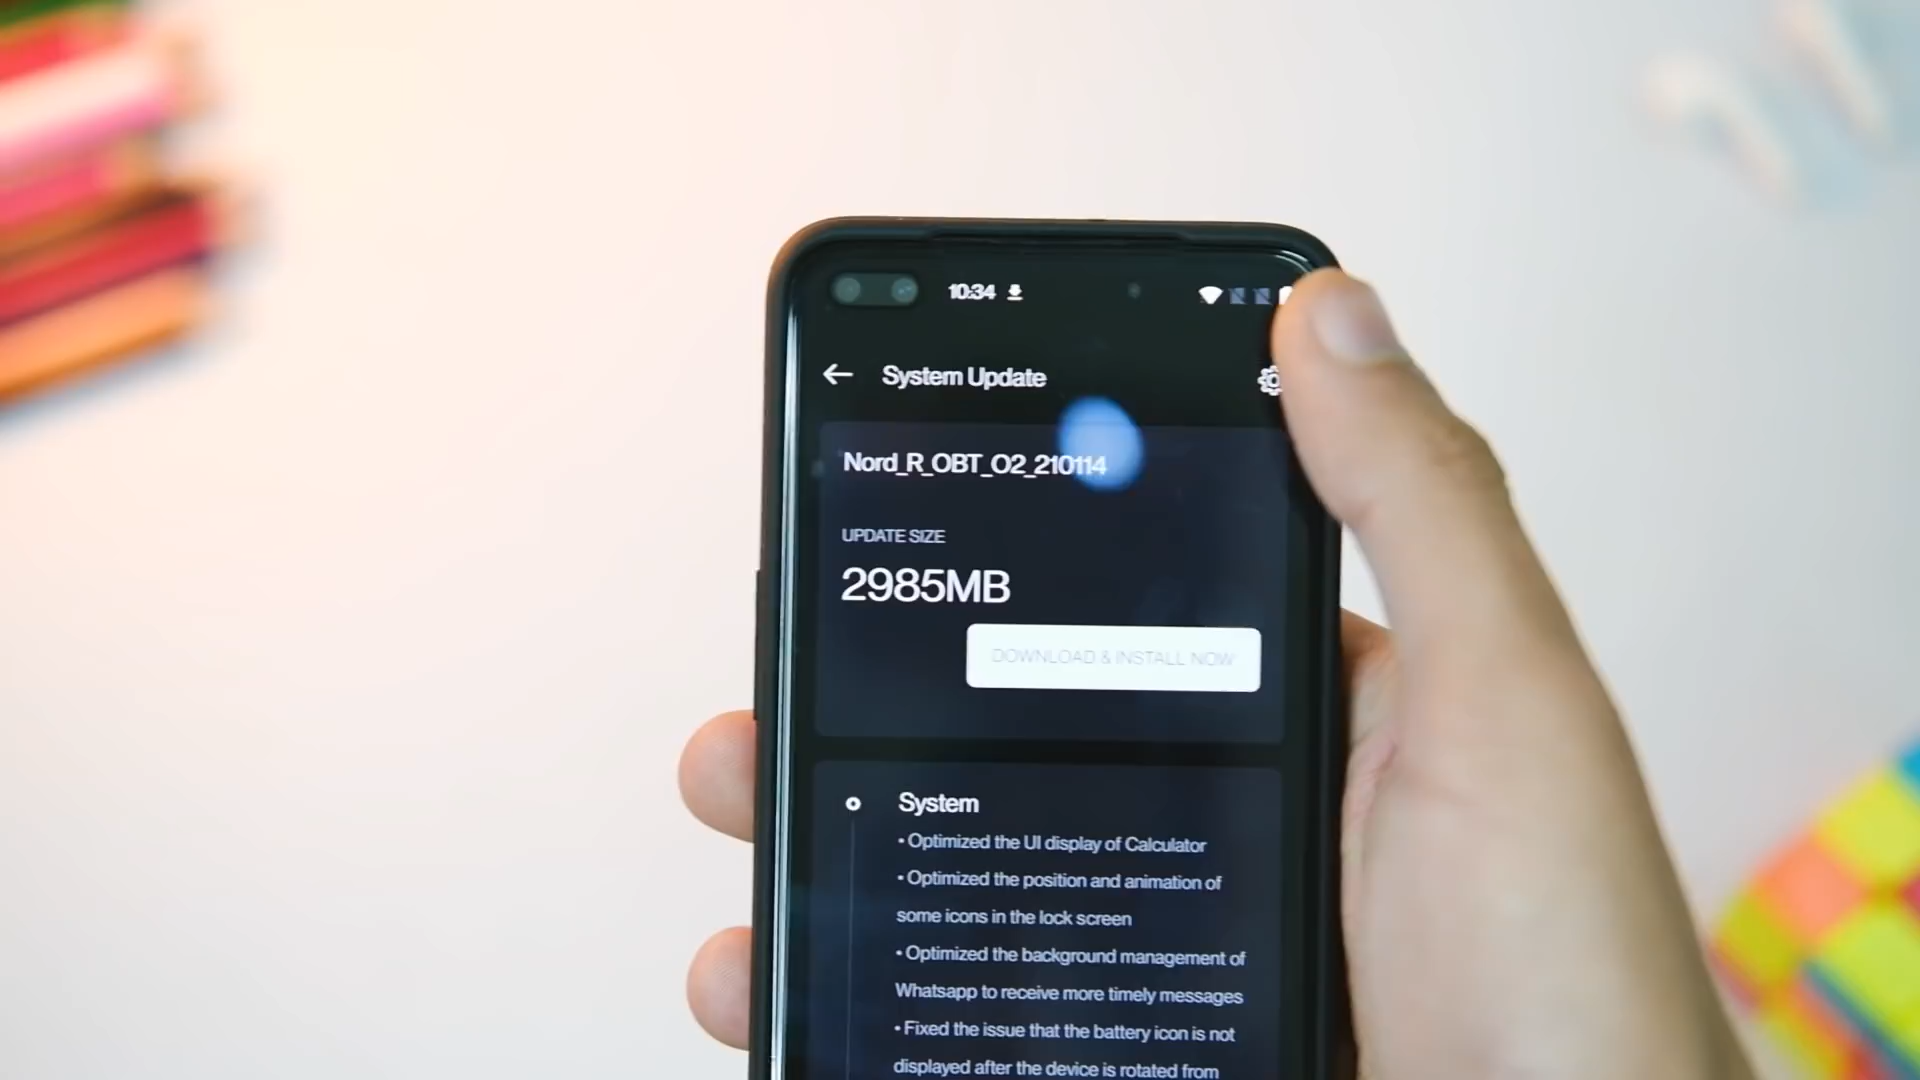 10:34
System Update
Nord_R_OBT_O2_210114
UPDATE SIZE
2985MB
DOWNLOAD & INSTALL NOW
System
• Optimized the UI display of Calculator
• Optimized the position and animation of
some icons in the lock screen
• Optimized the background management of
Whatsapp to receive more timely messages
• Fixed the issue that the battery icon is not
displayed after the device is rotated from